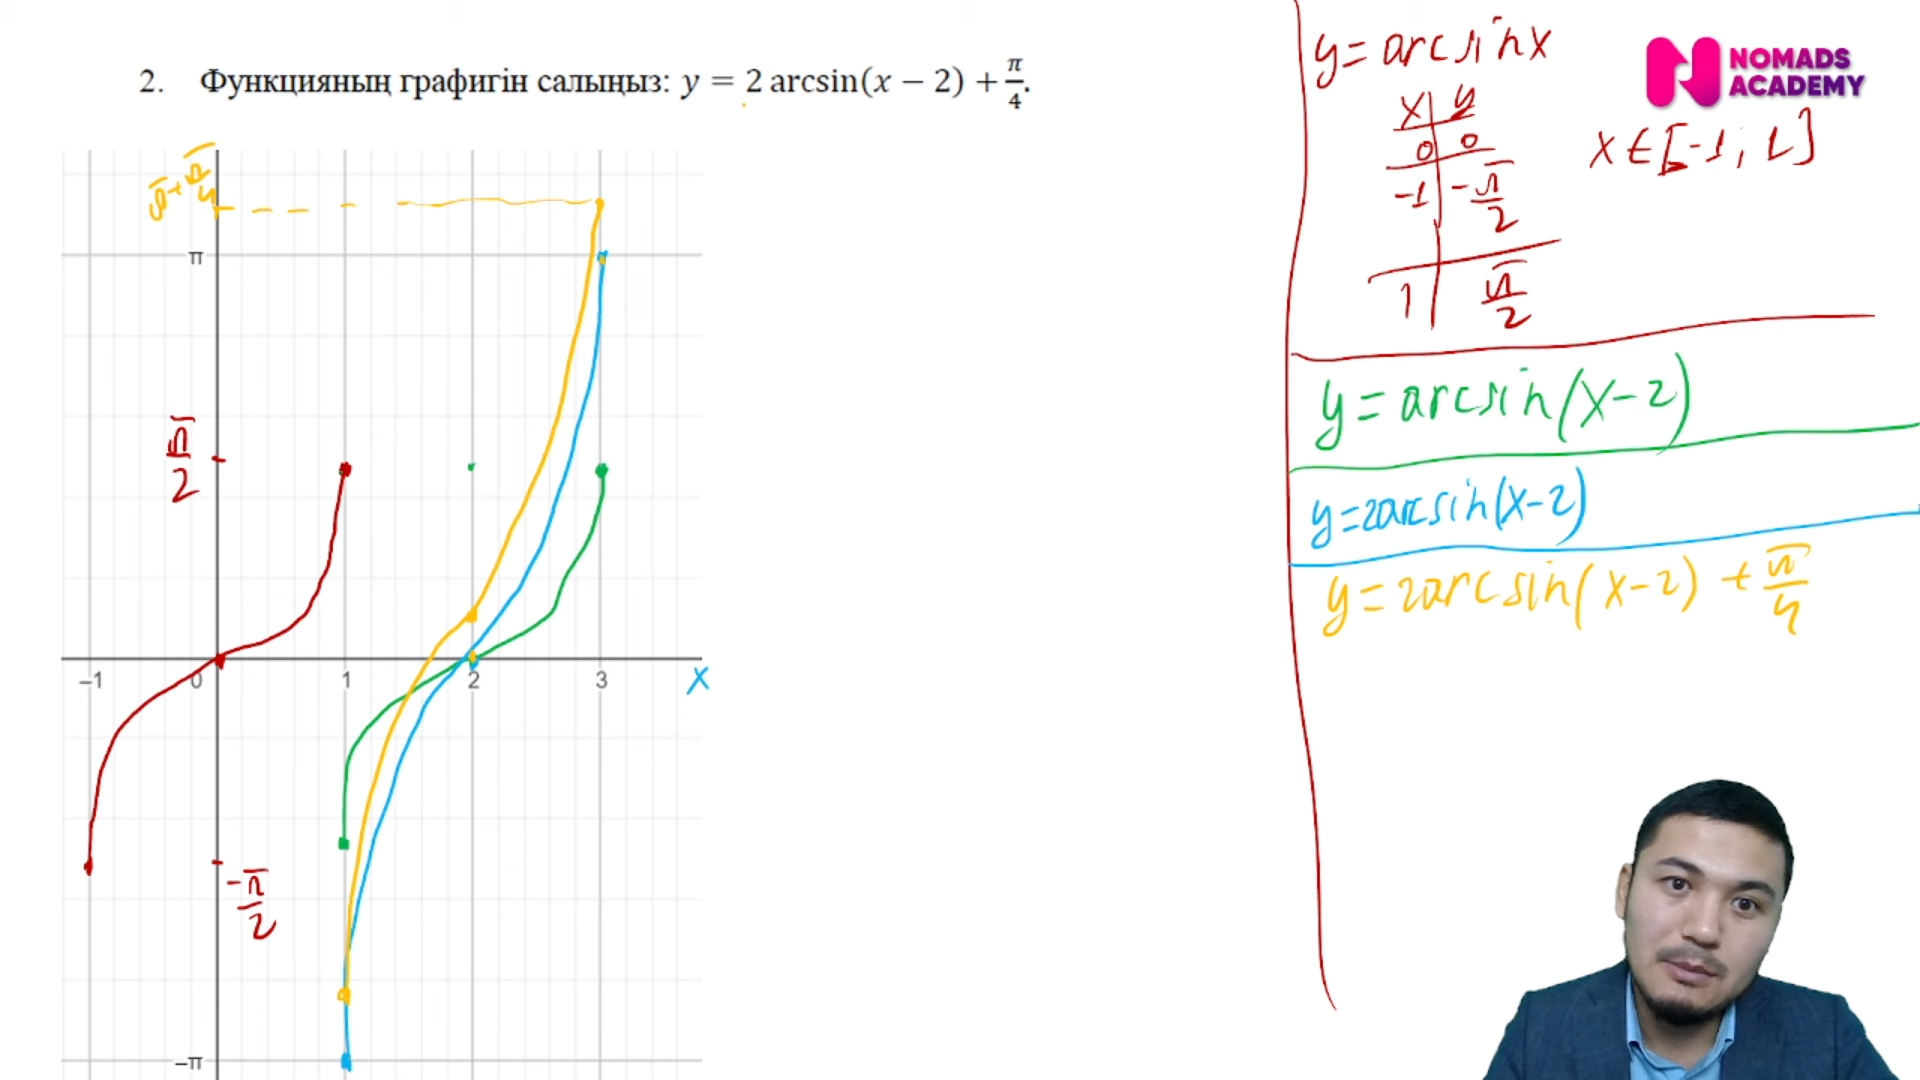 2. Функцияның графигін салыңыз: y = 2 arcsin(x − 2) + π/4.
π + π/4
π
π/2
−1 0 1 2 3 x
-π/2
−π
y = arcsin x
x | y
0 | 0
-1 | -π/2
1 | π/2
x ∈ [-1; 1]
NOMADS
ACADEMY
y = arcsin(x-2)
y = 2arcsin(x-2)
y = 2arcsin(x-2) + π/4